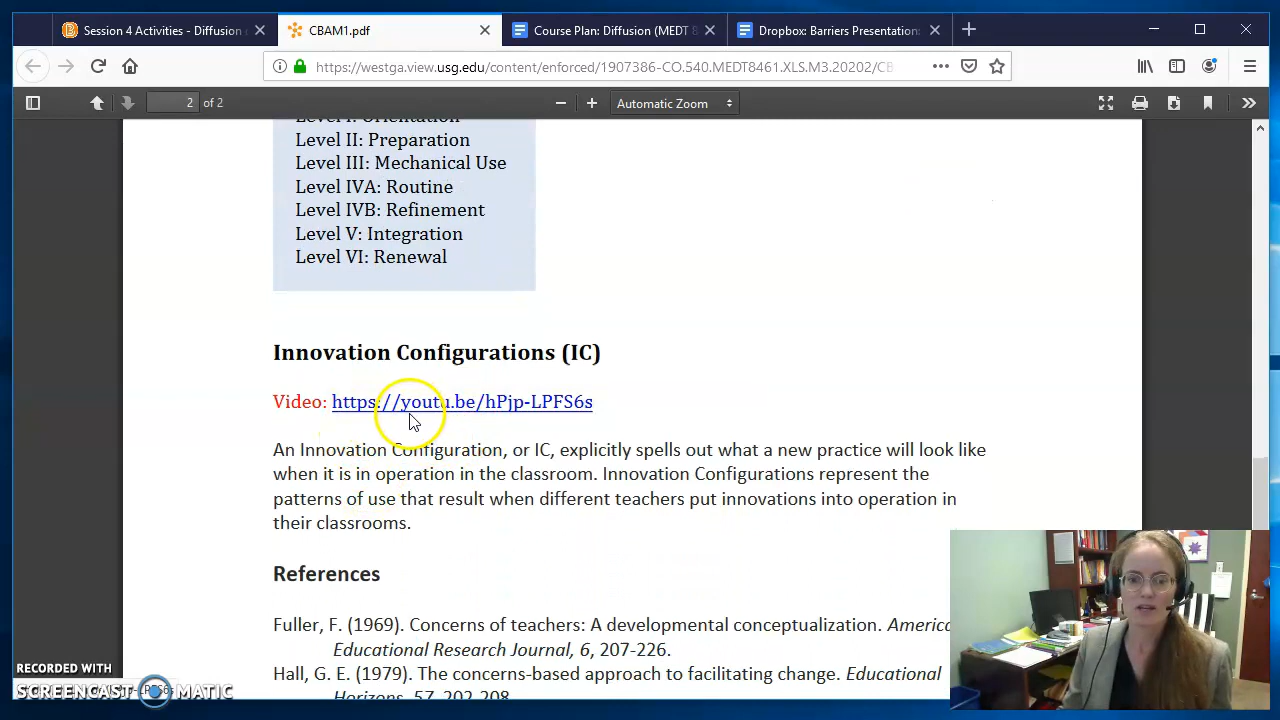 Session 4 Activities - Diffusion
CBAM1.pdf
Course Plan: Diffusion (MEDT 8
Dropbox: Barriers Presentation
https://westga.view.usg.edu/content/enforced/1907386-CO.540.MEDT8461.XLS.M3.20202/CB
2 of 2
Automatic Zoom
Level I: Orientation
Level II: Preparation
Level III: Mechanical Use
Level IVA: Routine
Level IVB: Refinement
Level V: Integration
Level VI: Renewal
Innovation Configurations (IC)
Video: https://youtu.be/hPjp-LPFS6s
An Innovation Configuration, or IC, explicitly spells out what a new practice will look like
when it is in operation in the classroom. Innovation Configurations represent the
patterns of use that result when different teachers put innovations into operation in
their classrooms.
References
Fuller, F. (1969). Concerns of teachers: A developmental conceptualization. America
Educational Research Journal, 6, 207-226.
Hall, G. E. (1979). The concerns-based approach to facilitating change. Educational
Horizons, 57, 202-208.
RECORDED WITH
SCREENCAST-O-MATIC